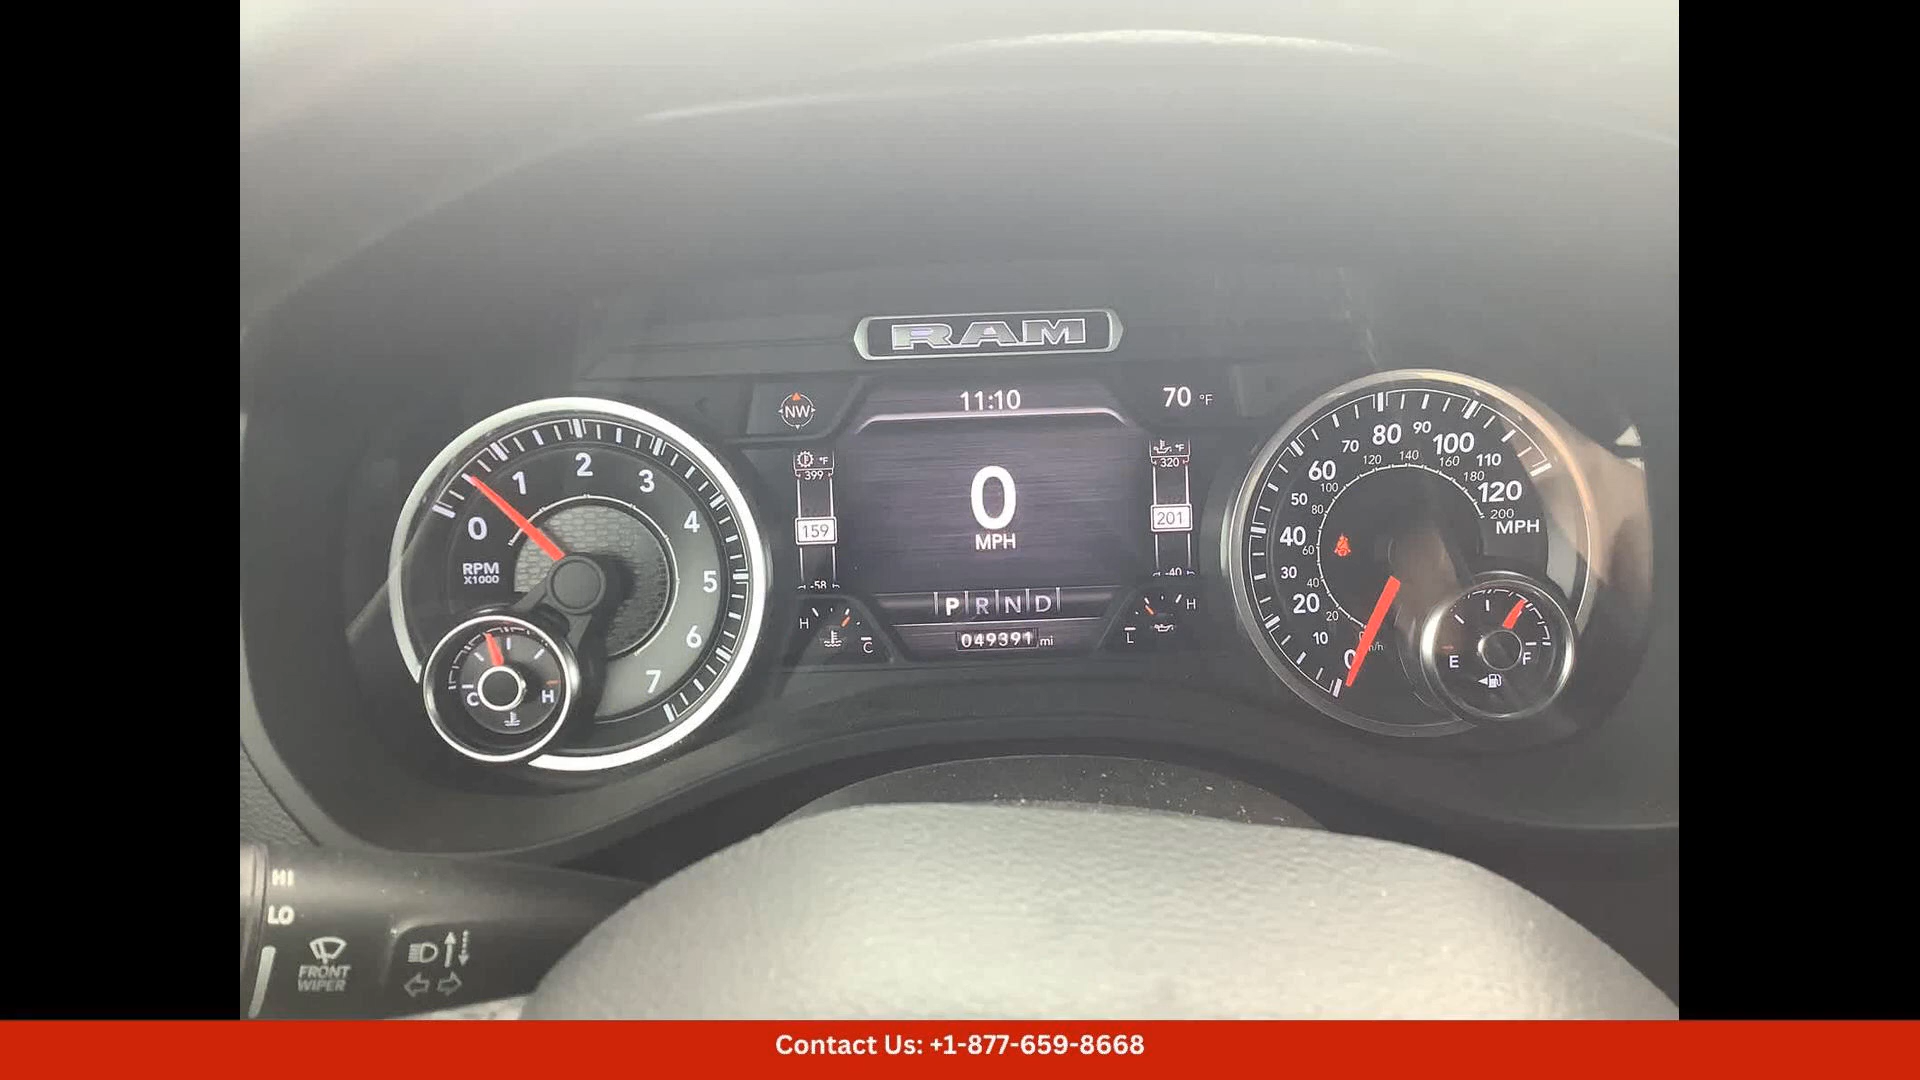 RAM
NW
11:10
70 °F
°F
399
159
-58
0
MPH
°F
320
201
-40
P R N D
049391 mi
H
C
L
H
0
1
2
3
4
5
6
7
RPM
X1000
C
H
0
10
20
30
40
50
60
70
80
90
100
110
120
MPH
20
40
60
80
100
120
140
160
180
200
E
F
HI
LO
FRONT
WIPER
Contact Us: +1-877-659-8668